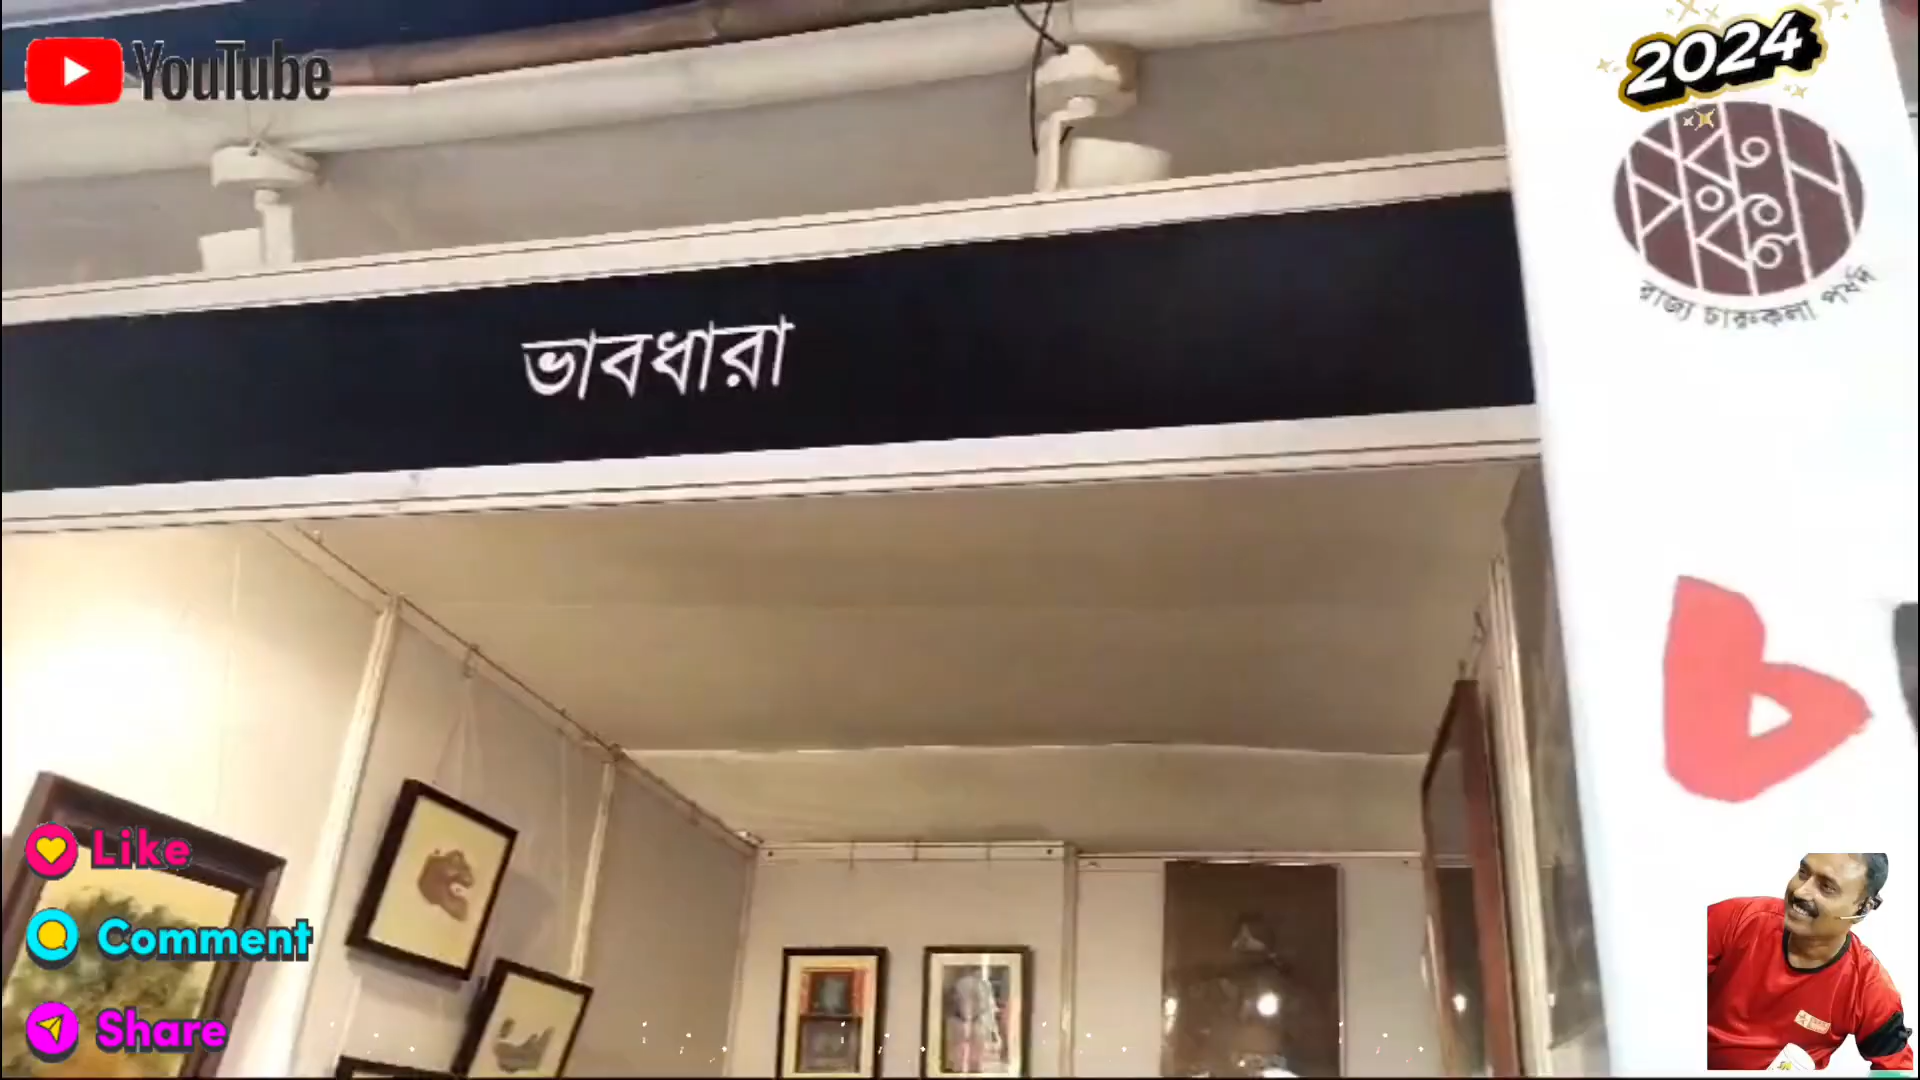 YouTube
2024
রাজ্য চারুকলা পর্ষদ
ভাবধারা
Like
Comment
Share